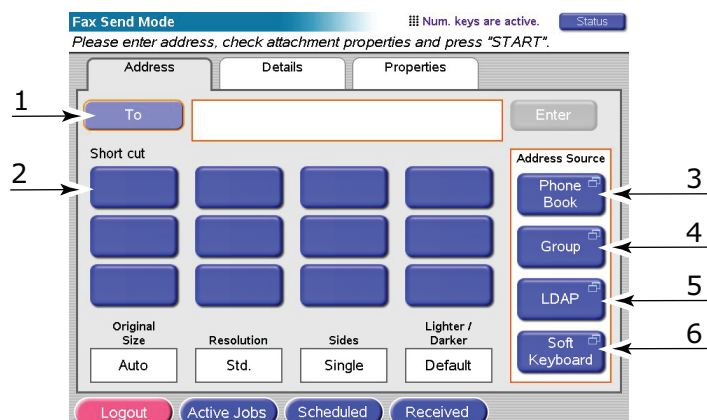 Fax Send Mode
Num. keys are active.
Status
Please enter address, check attachment properties and press "START".
Address
Details
Properties
1
To
Enter
Short cut
Address Source
2
Phone
Book
3
Group
4
LDAP
5
Soft
Keyboard
6
Original
Size
Resolution
Sides
Lighter /
Darker
Auto
Std.
Single
Default
Logout
Active Jobs
Scheduled
Received